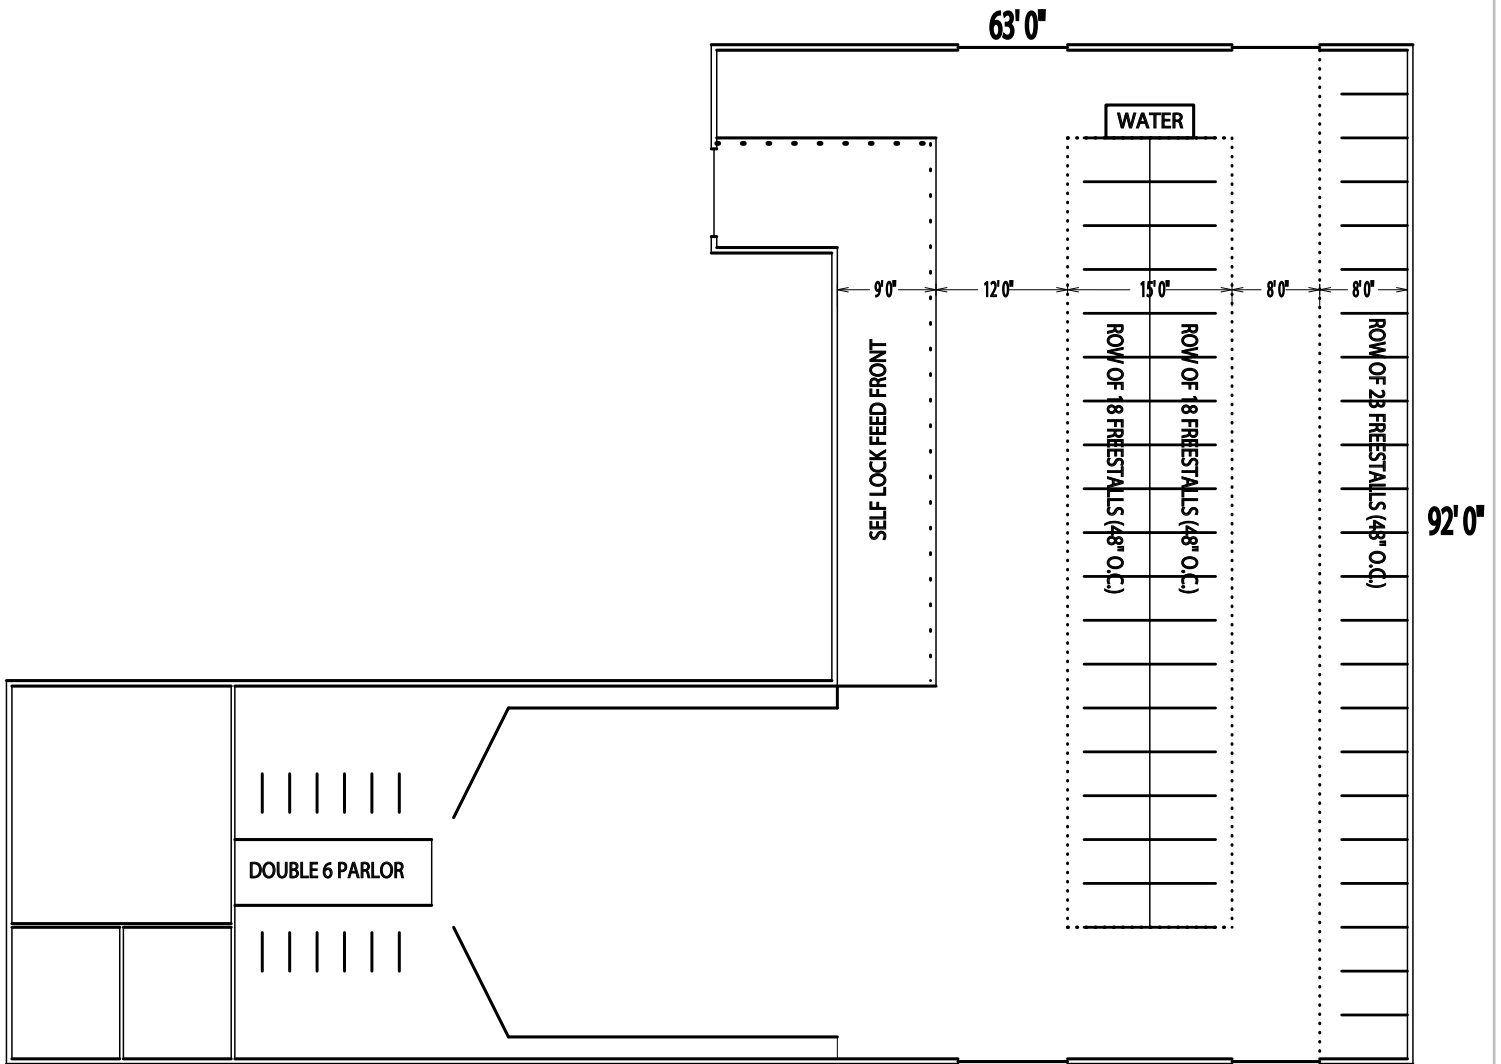 63' 0"
WATER
9' 0"
12' 0"
15' 0"
8' 0"
8' 0"
SELF LOCK FEED FRONT
ROW OF 18 FREESTALLS (48" O.C.)
ROW OF 18 FREESTALLS (48" O.C.)
ROW OF 23 FREESTALLS (48" O.C.)
92' 0"
DOUBLE 6 PARLOR